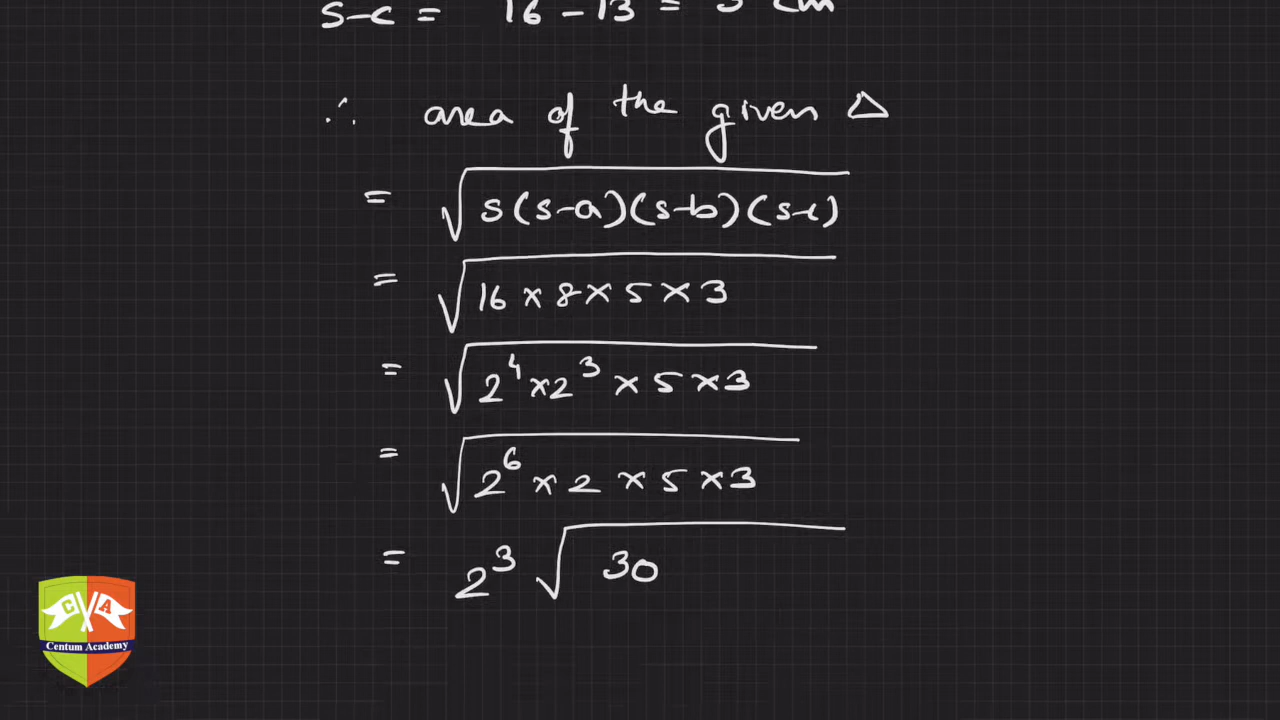 s-c = 16 - 13 = 3 cm
∴ area of the given △
= √s(s-a)(s-b)(s-c)
= √16 × 8 × 5 × 3
= √2⁴ × 2³ × 5 × 3
= √2⁶ × 2 × 5 × 3
= 2³ √30
C A
Centum Academy